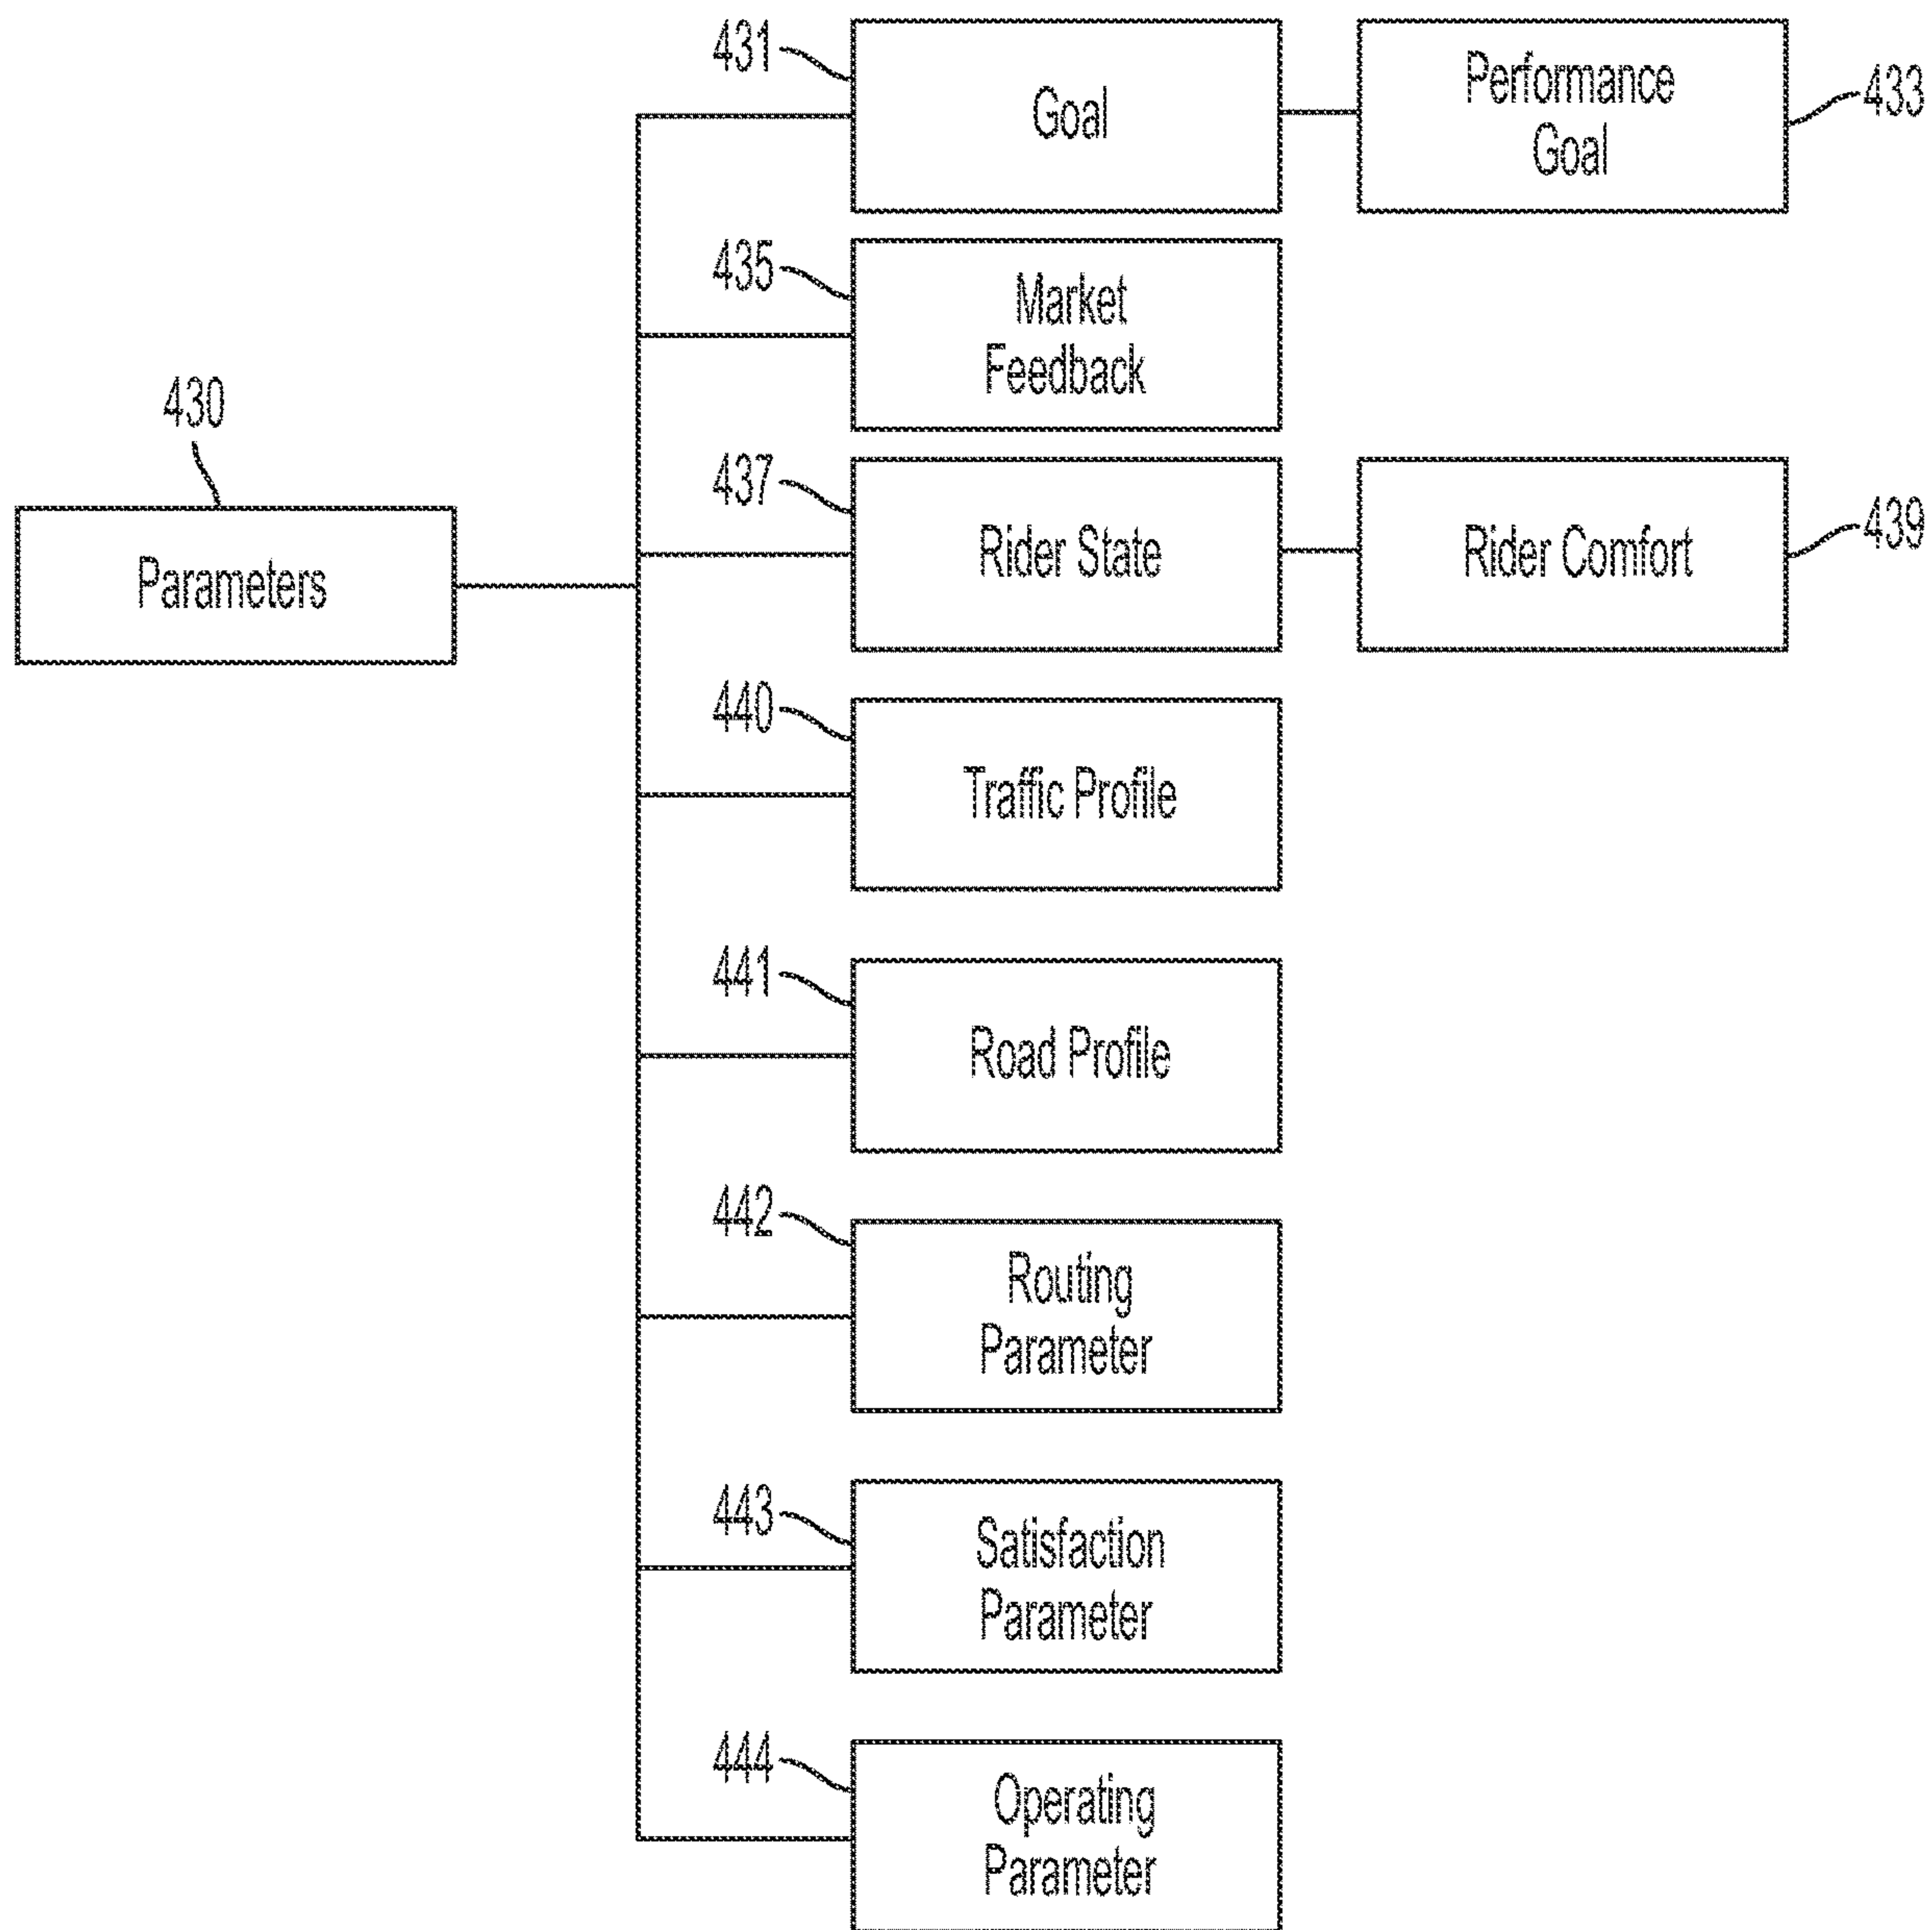 431
Goal
Performance
Goal
433
435
Market
Feedback
430
Parameters
437
Rider State
Rider Comfort
439
440
Traffic Profile
441
Road Profile
442
Routing
Parameter
443
Satisfaction
Parameter
444
Operating
Parameter